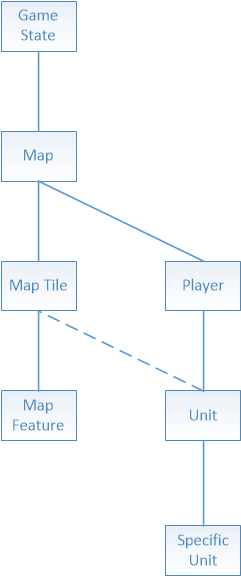 Game
State
Map
Map Tile
Player
Map
Feature
Unit
Specific
Unit